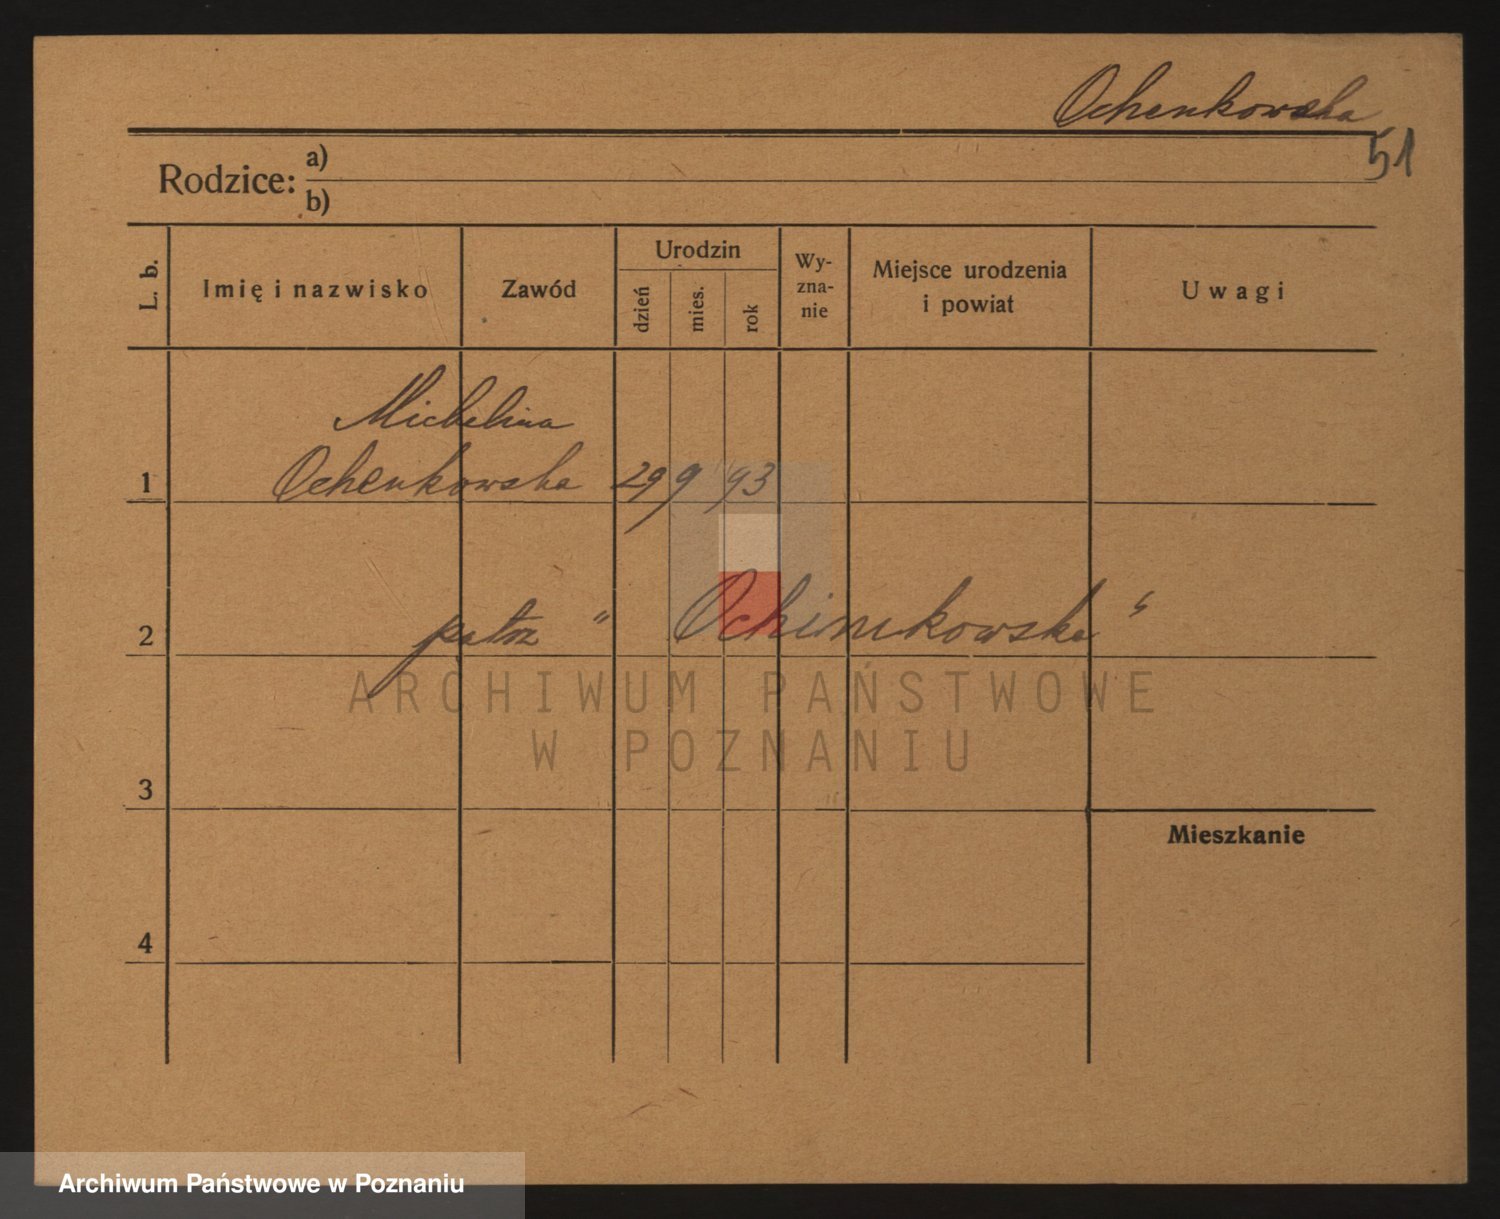 Ochenkowska
51
Rodzice: a)
b)
L. b.
Imię i nazwisko
Zawód
Urodzin
dzień
mies.
rok
Wy-
zna-
nie
Miejsce urodzenia
i powiat
Uwagi
Michalina
1 Ochenkowska 29 9 93
2 patrz " Ochimkowska "
ARCHIWUM PAŃSTWOWE
W POZNANIU
3
Mieszkanie
4
Archiwum Państwowe w Poznaniu